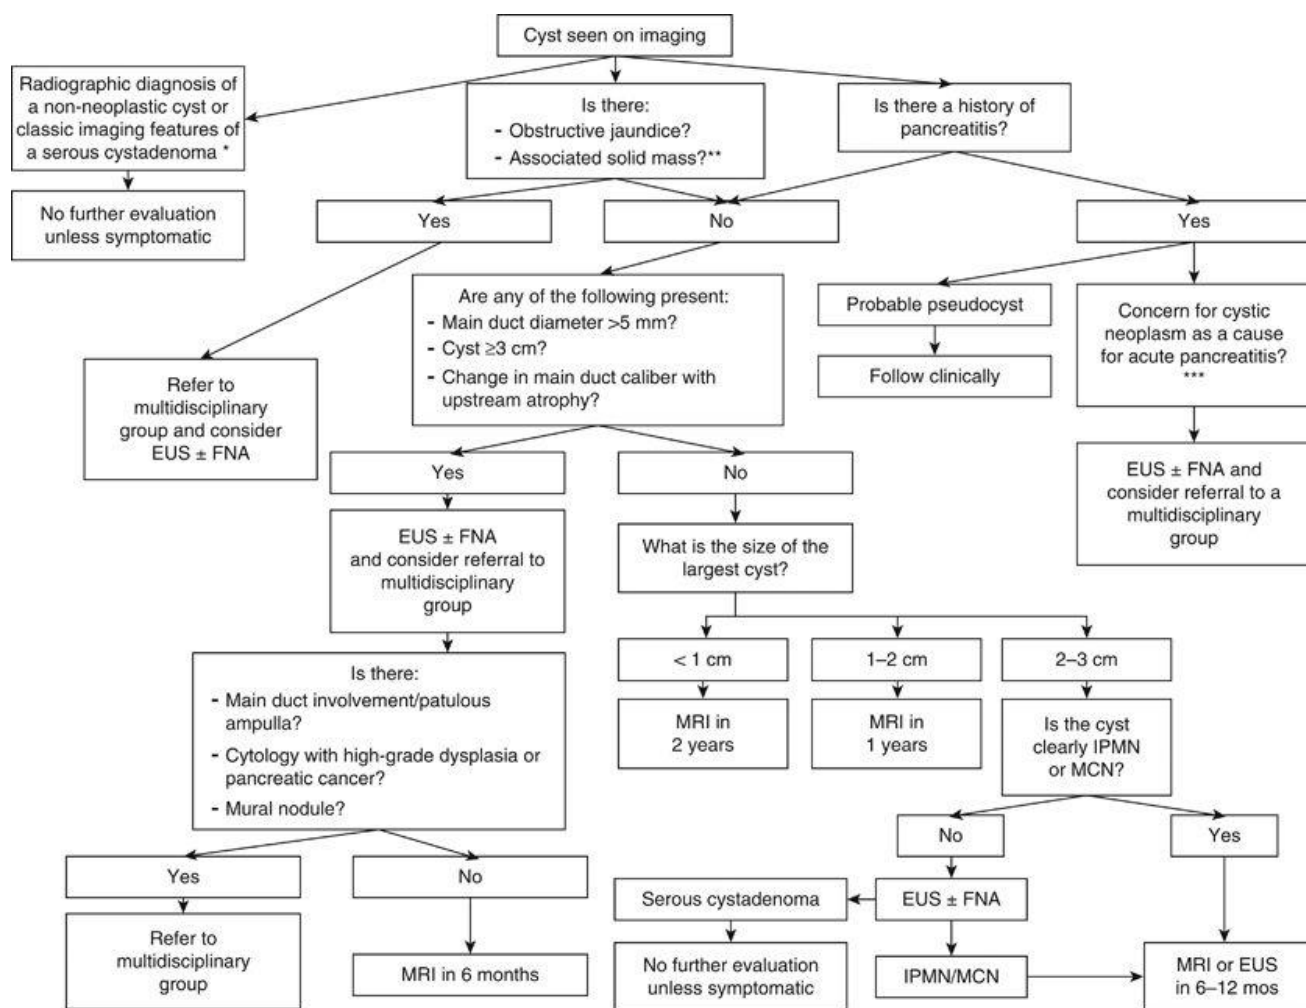 Cyst seen on imaging
Radiographic diagnosis of
a non-neoplastic cyst or
classic imaging features of
a serous cystadenoma *
No further evaluation
unless symptomatic
Is there:
- Obstructive jaundice?
- Associated solid mass?**
Is there a history of
pancreatitis?
Yes
No
Yes
Refer to
multidisciplinary
group and consider
EUS ± FNA
Are any of the following present:
- Main duct diameter >5 mm?
- Cyst ≥3 cm?
- Change in main duct caliber with
upstream atrophy?
Probable pseudocyst
Follow clinically
Concern for cystic
neoplasm as a cause
for acute pancreatitis?
***
EUS ± FNA and
consider referral to a
multidisciplinary
group
Yes
No
EUS ± FNA
and consider referral to
multidisciplinary
group
What is the size of the
largest cyst?
Is there:
- Main duct involvement/patulous
ampulla?
- Cytology with high-grade dysplasia or
pancreatic cancer?
- Mural nodule?
< 1 cm
1–2 cm
2–3 cm
MRI in
2 years
MRI in
1 years
Is the cyst
clearly IPMN
or MCN?
Yes
No
No
Yes
Refer to
multidisciplinary
group
MRI in 6 months
Serous cystadenoma
EUS ± FNA
No further evaluation
unless symptomatic
IPMN/MCN
MRI or EUS
in 6–12 mos